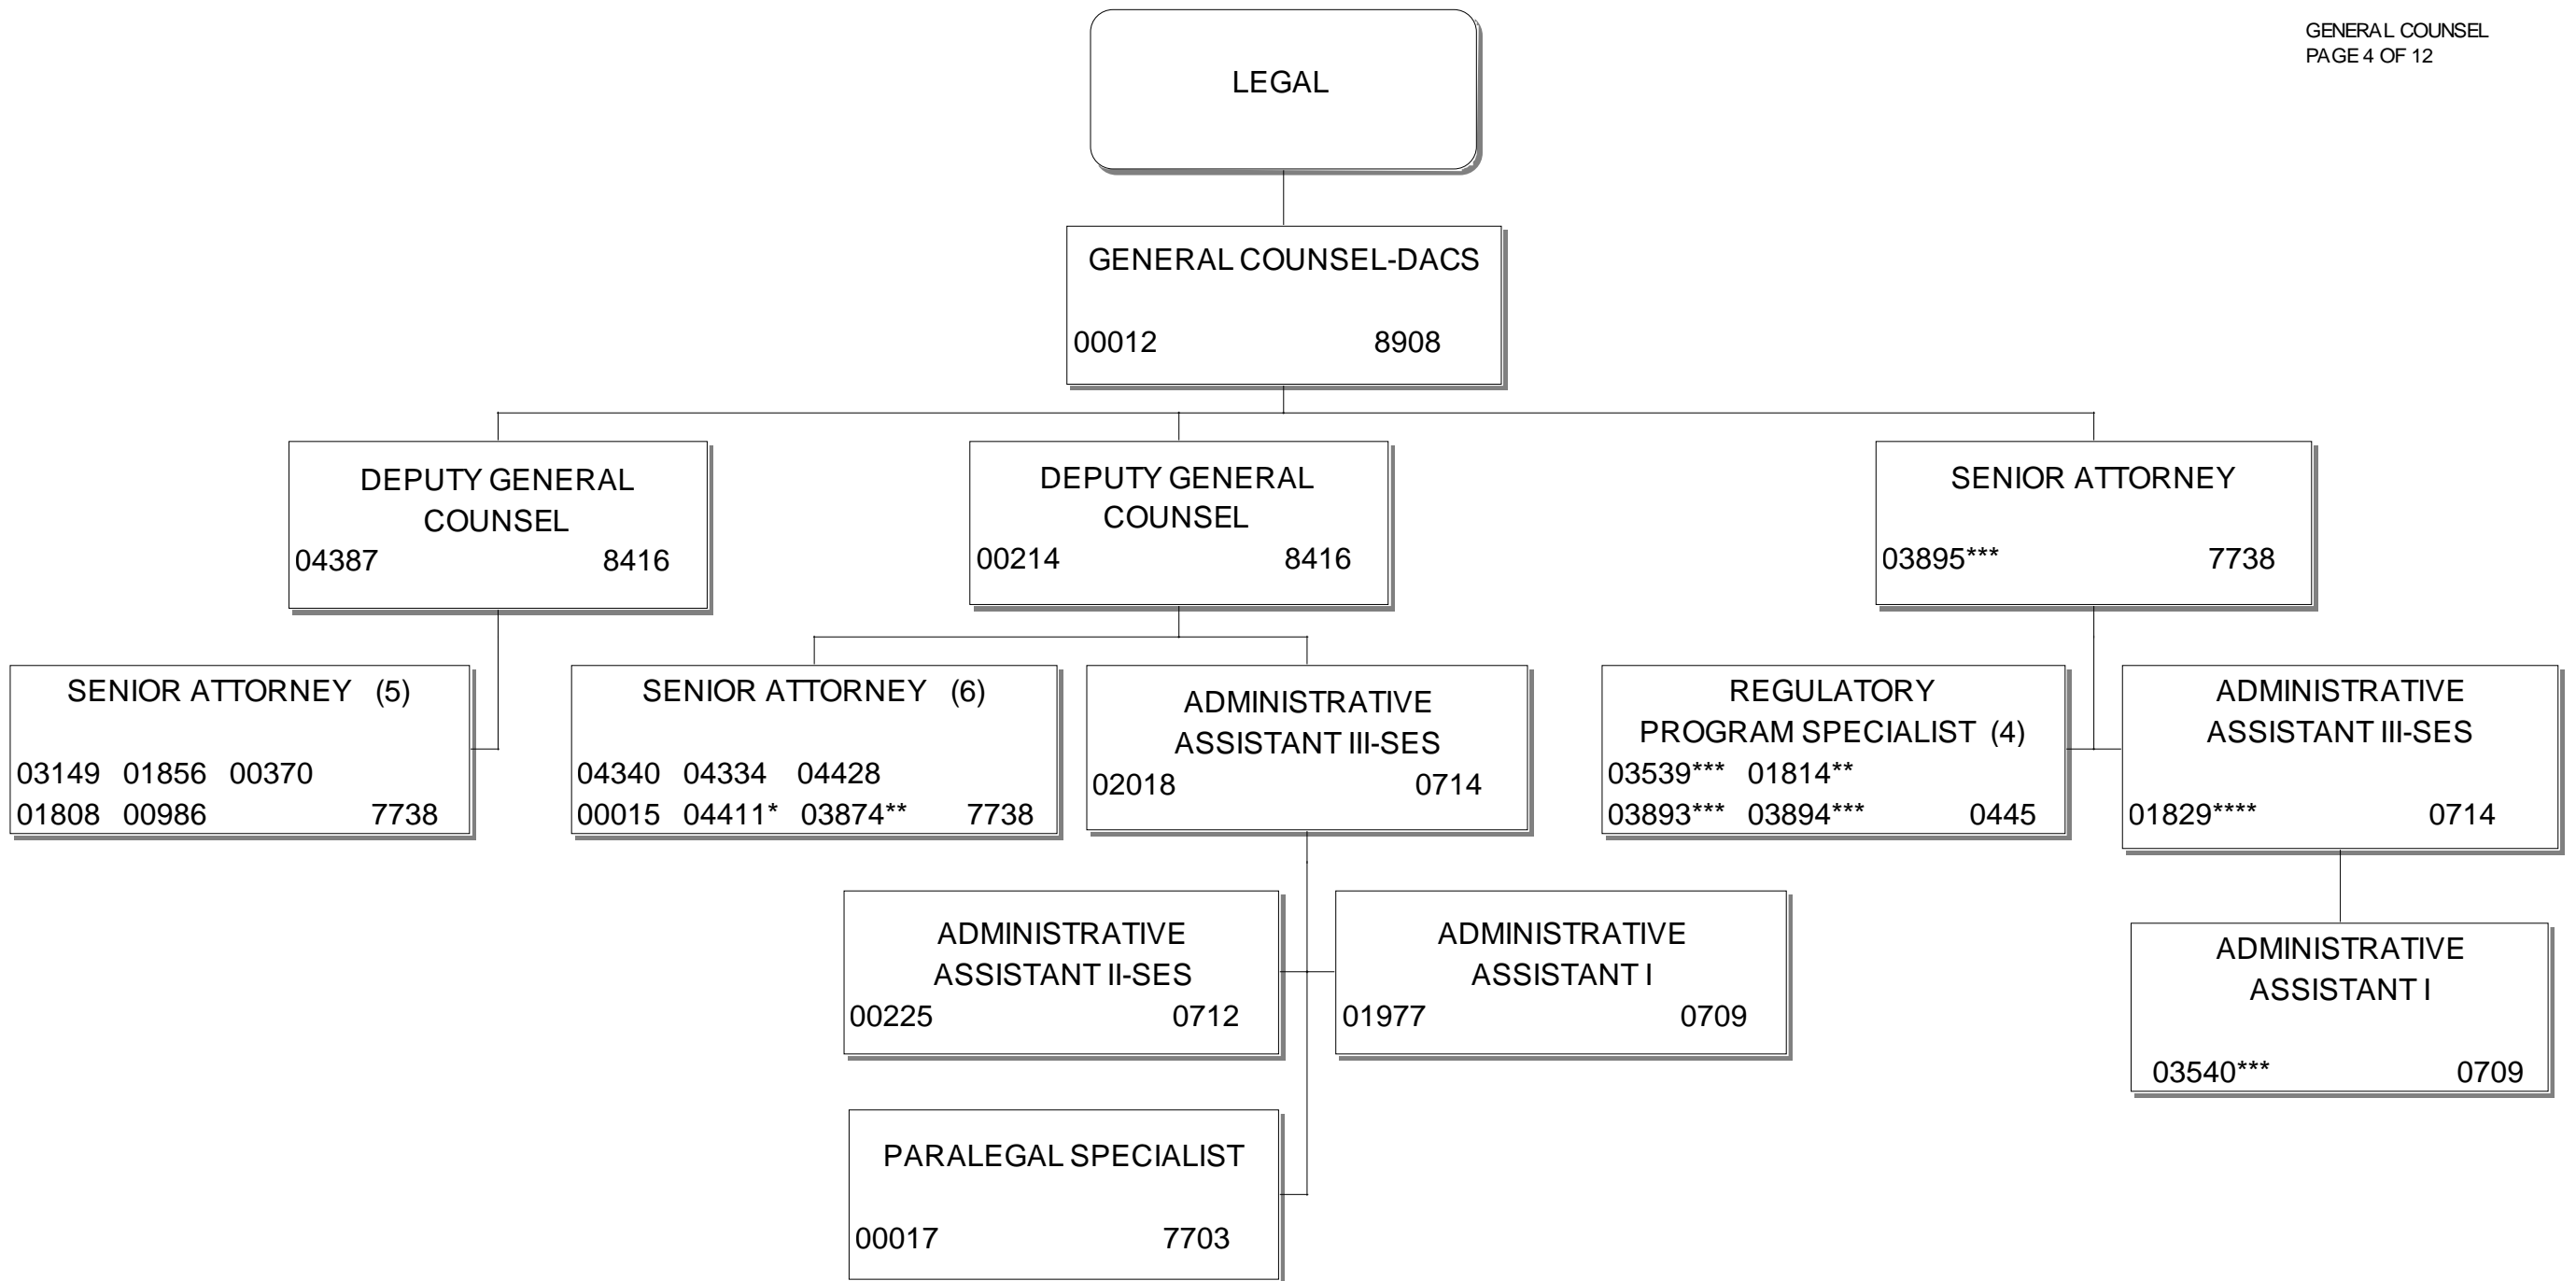 GENERAL COUNSEL
PAGE 4 OF 12
LEGAL
GENERAL COUNSEL-DACS
00012 8908
DEPUTY GENERAL
COUNSEL
04387 8416
DEPUTY GENERAL
COUNSEL
00214 8416
SENIOR ATTORNEY
03895*** 7738
SENIOR ATTORNEY (5)
03149 01856 00370
01808 00986 7738
SENIOR ATTORNEY (6)
04340 04334 04428
00015 04411* 03874** 7738
ADMINISTRATIVE
ASSISTANT III-SES
02018 0714
REGULATORY
PROGRAM SPECIALIST (4)
03539*** 01814**
03893*** 03894*** 0445
ADMINISTRATIVE
ASSISTANT III-SES
01829**** 0714
ADMINISTRATIVE
ASSISTANT II-SES
00225 0712
ADMINISTRATIVE
ASSISTANT I
01977 0709
ADMINISTRATIVE
ASSISTANT I
03540*** 0709
PARALEGAL SPECIALIST
00017 7703